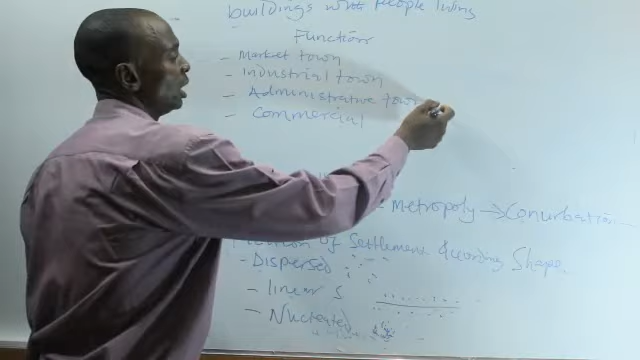 buildings with People living
Function
- Market town
- Industrial town
- Administrative town
- Commercial
- Metropoly → Conurbation
of Settlement According Shape
- Dispersed
- linear
- Nucleated